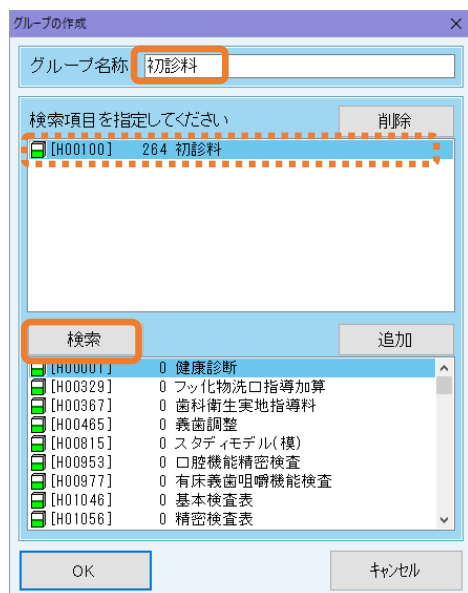 グループの作成
グループ名称 初診料
検索項目を指定してください 削除
[H00100] 264 初診料
検索 追加
[H00001] 0 健康診断
[H00329] 0 フッ化物洗口指導加算
[H00367] 0 歯科衛生実地指導料
[H00465] 0 義歯調整
[H00815] 0 スタディモデル(模)
[H00953] 0 口腔機能精密検査
[H00977] 0 有床義歯咀嚼機能検査
[H01046] 0 基本検査表
[H01056] 0 精密検査表
OK キャンセル